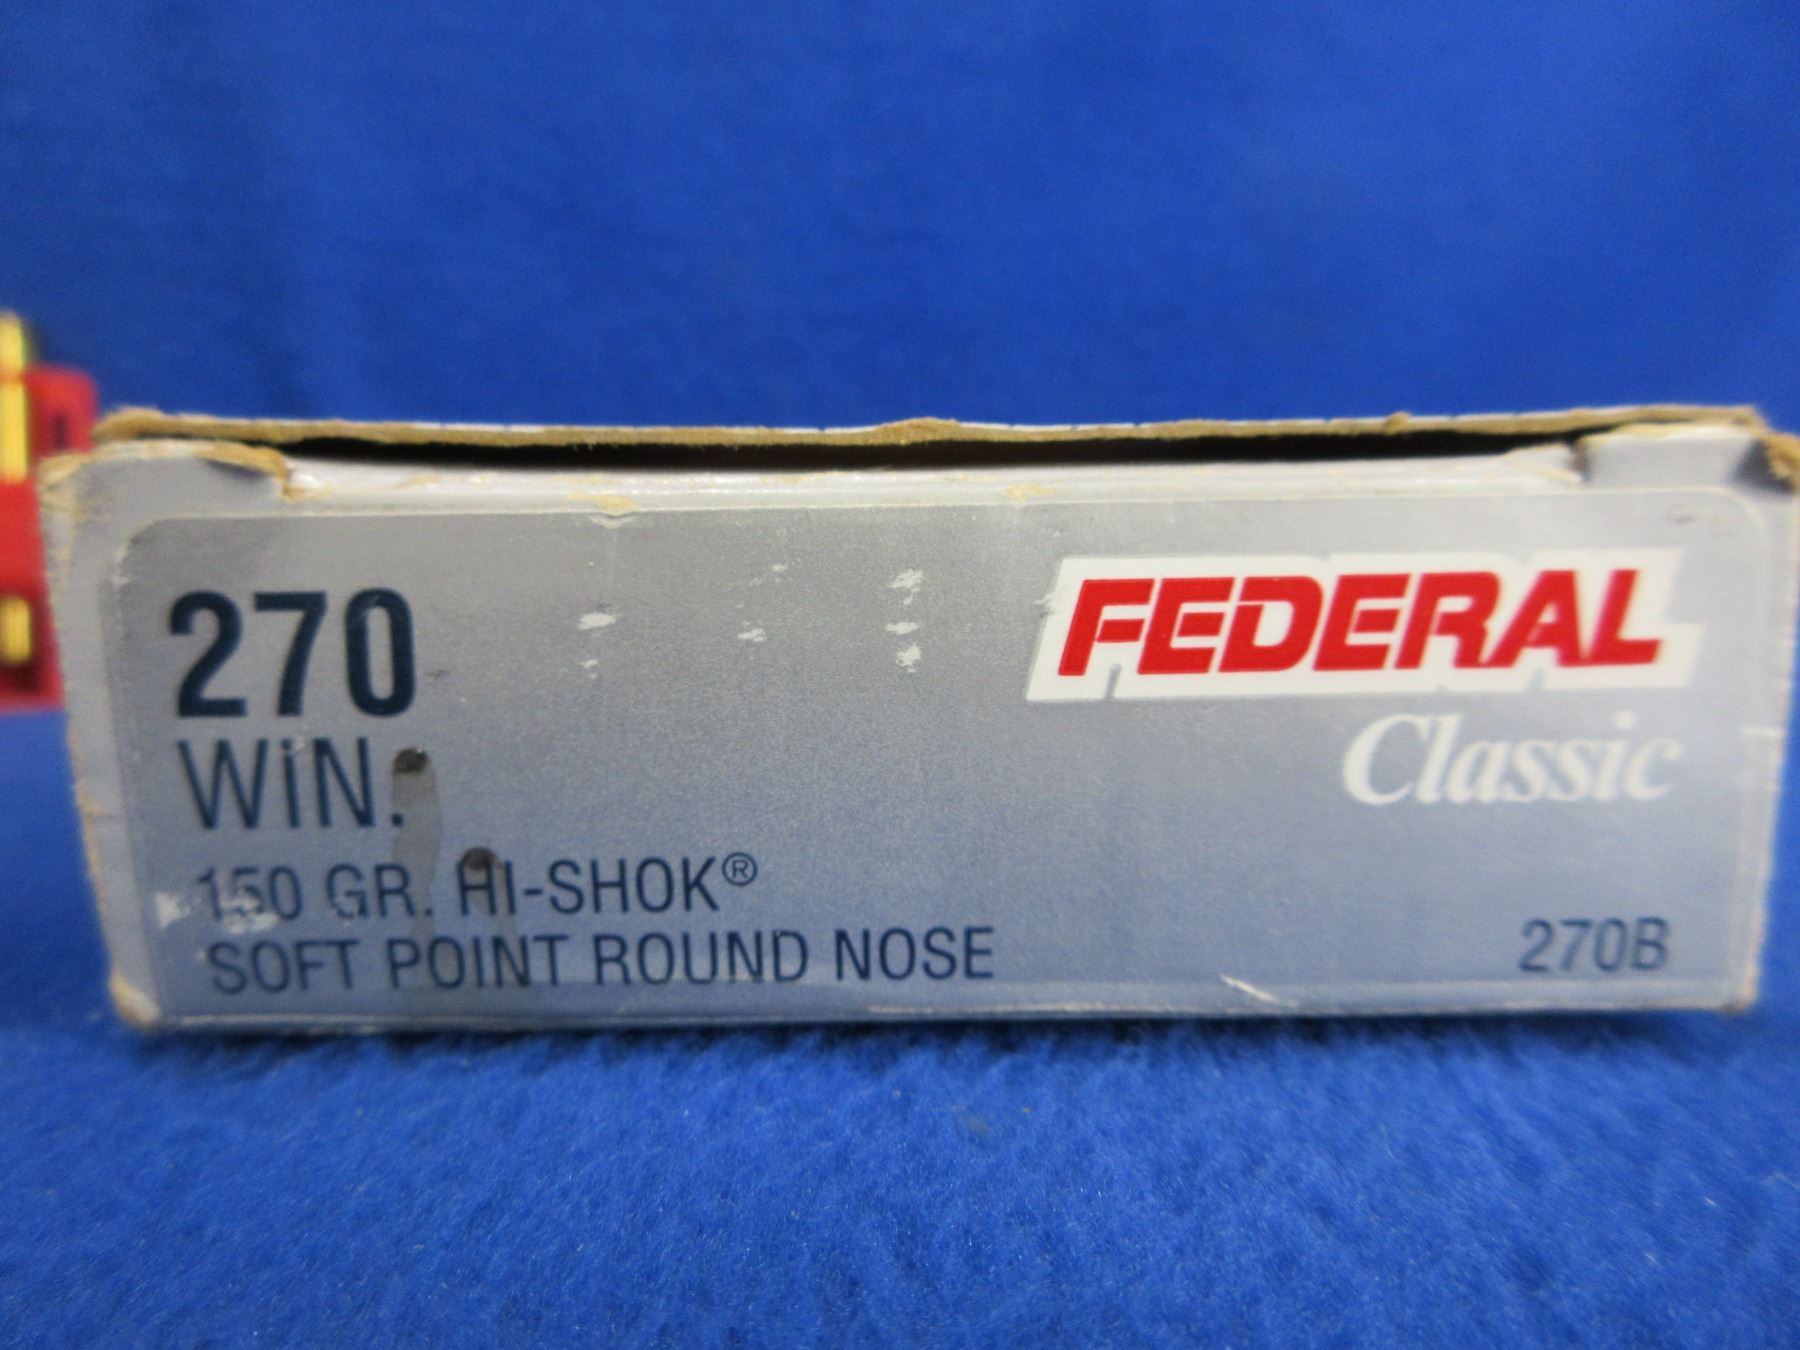 270
WiN.
150 GR. HI-SHOK®
SOFT POINT ROUND NOSE
FEDERAL
Classic
270B